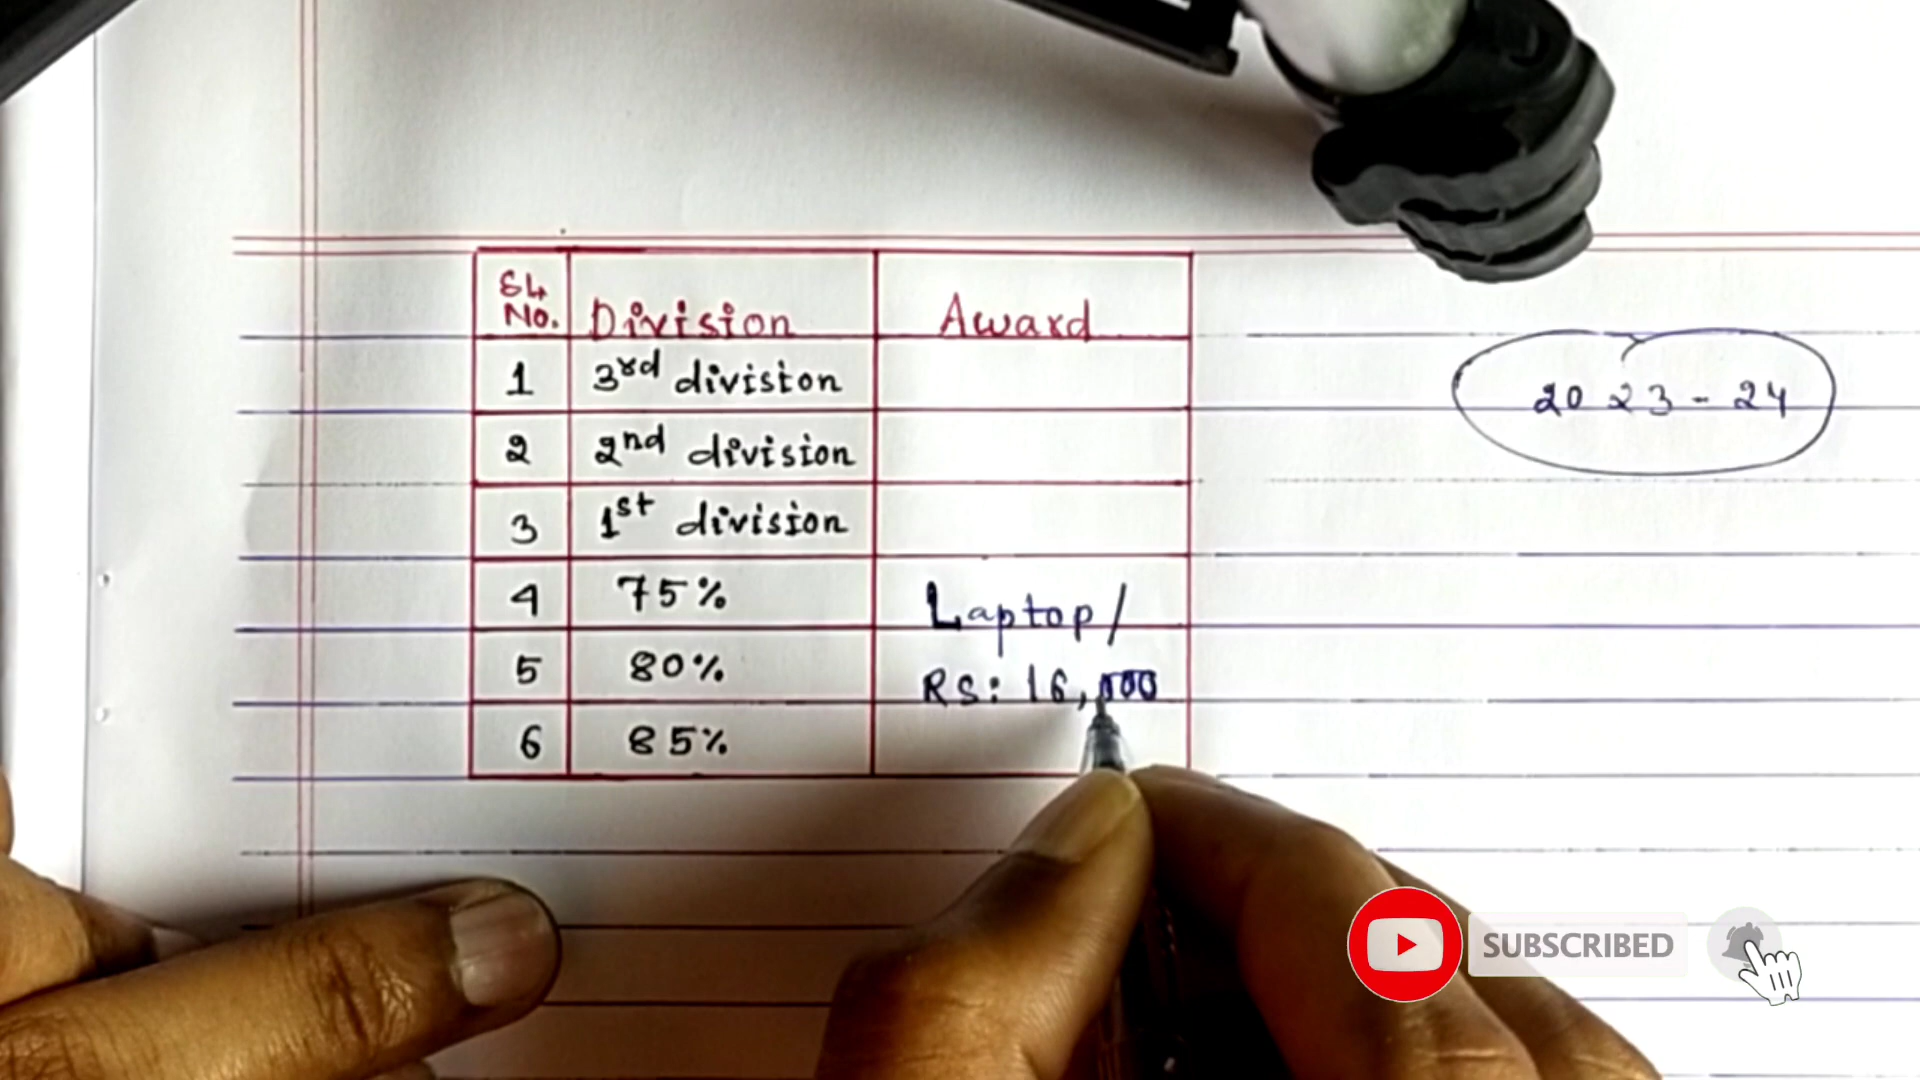 SL No. Division Award
1 3rd division
2 2nd division
3 1st division
4 75% Laptop/
5 80% RS: 16,000
6 85%
2023-24
SUBSCRIBED